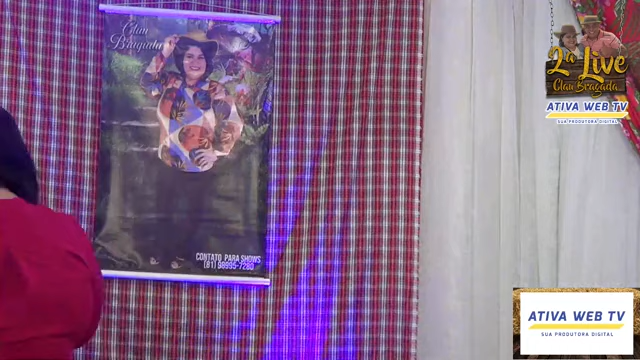 Clau
Bragada
CONTATO PARA SHOWS
(81) 98995-7280
2ª Live
Clau Bragada
ATIVA WEB TV
SUA PRODUTORA DIGITAL
ATIVA WEB TV
SUA PRODUTORA DIGITAL